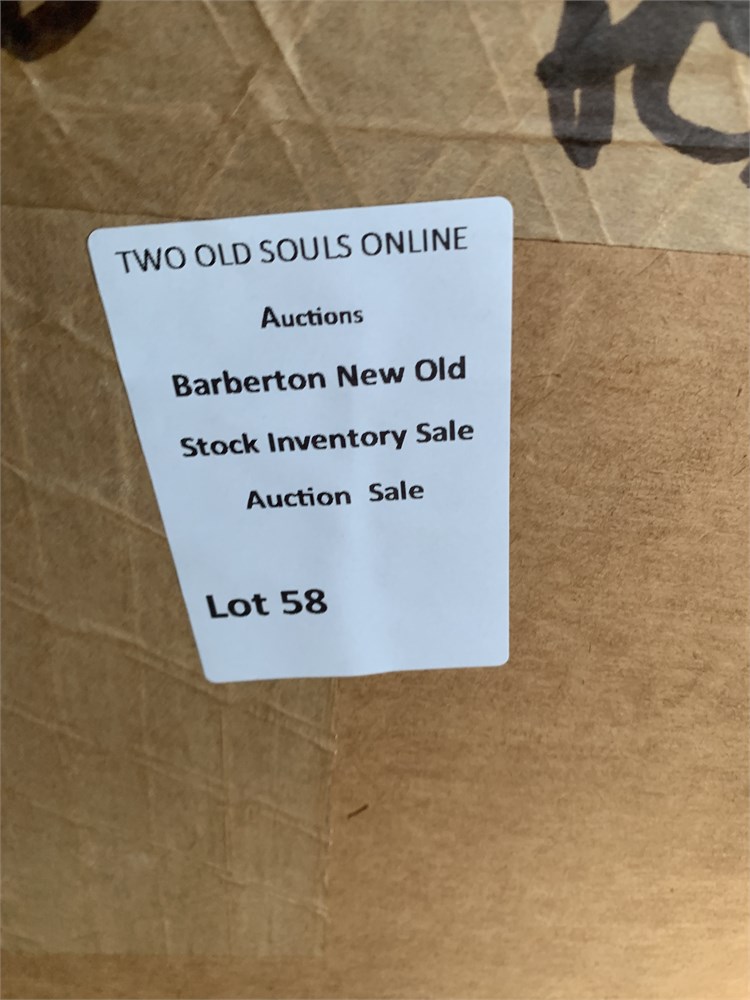 TWO OLD SOULS ONLINE
Auctions
Barberton New Old
Stock Inventory Sale
Auction Sale
Lot 58